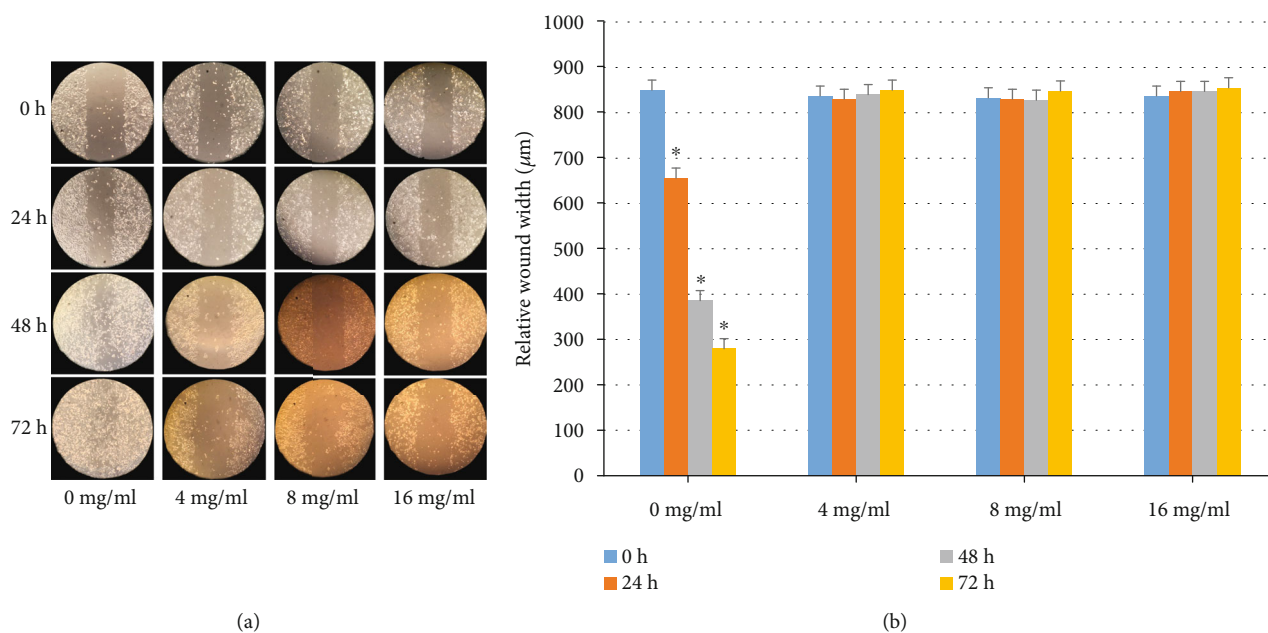 0 h
24 h
48 h
72 h
0 mg/ml 4 mg/ml 8 mg/ml 16 mg/ml
(a)
Relative wound width (μm)
1000
900
800
700
600
500
400
300
200
100
0
*
*
*
0 mg/ml 4 mg/ml 8 mg/ml 16 mg/ml
0 h
24 h
48 h
72 h
(b)